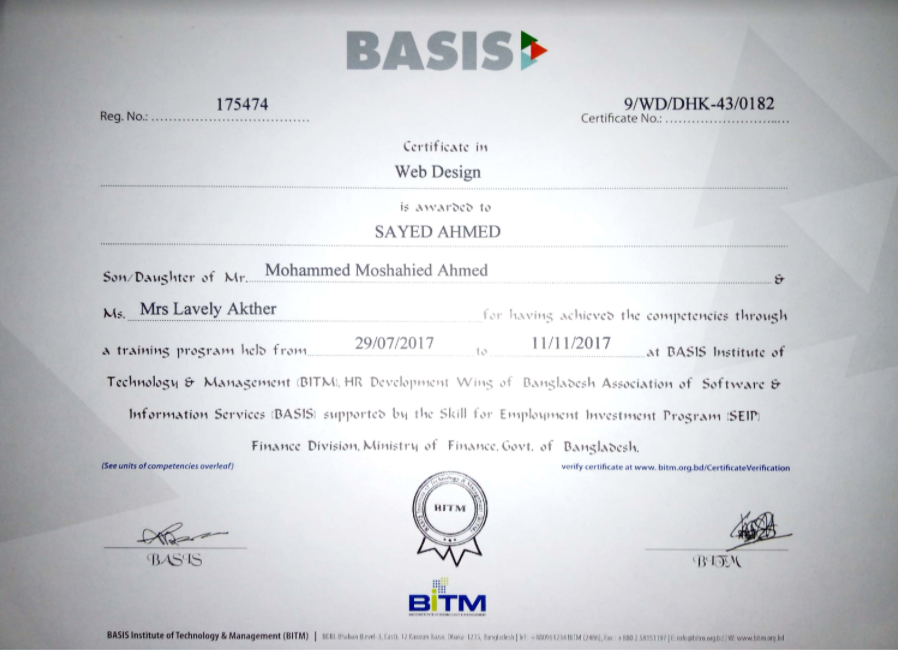 BASIS
175474
Reg. No.: ..............................
9/WD/DHK-43/0182
Certificate No.: ........................
Certificate in
Web Design
is awarded to
SAYED AHMED
Son/Daughter of Mr. Mohammed Moshahied Ahmed &
Ms. Mrs Lavely Akther for having achieved the competencies through
a training program held from 29/07/2017 to 11/11/2017 at BASIS Institute of
Technology & Management (BITM), HR Development Wing of Bangladesh Association of Software &
Information Services (BASIS) supported by the Skill for Employment Investment Program (SEIP)
Finance Division, Ministry of Finance, Govt. of Bangladesh.
(See units of competencies overleaf)
verify certificate at www. bitm.org.bd/CertificateVerification
BITM
BASIS
BITM
BITM
BASIS Institute of Technology & Management (BITM) |